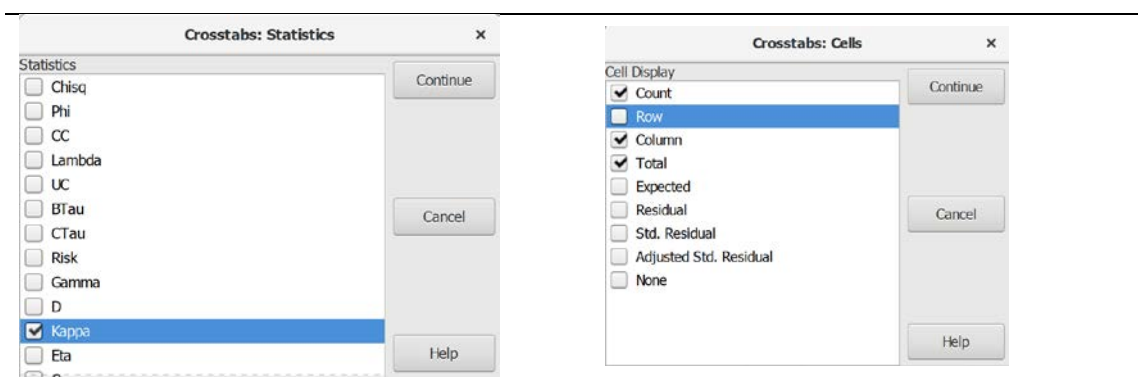 Crosstabs: Statistics ×
Statistics
Chisq
Phi
CC
Lambda
UC
BTau
CTau
Risk
Gamma
D
Kappa
Eta
Continue
Cancel
Help
Crosstabs: Cells ×
Cell Display
Count
Row
Column
Total
Expected
Residual
Std. Residual
Adjusted Std. Residual
None
Continue
Cancel
Help